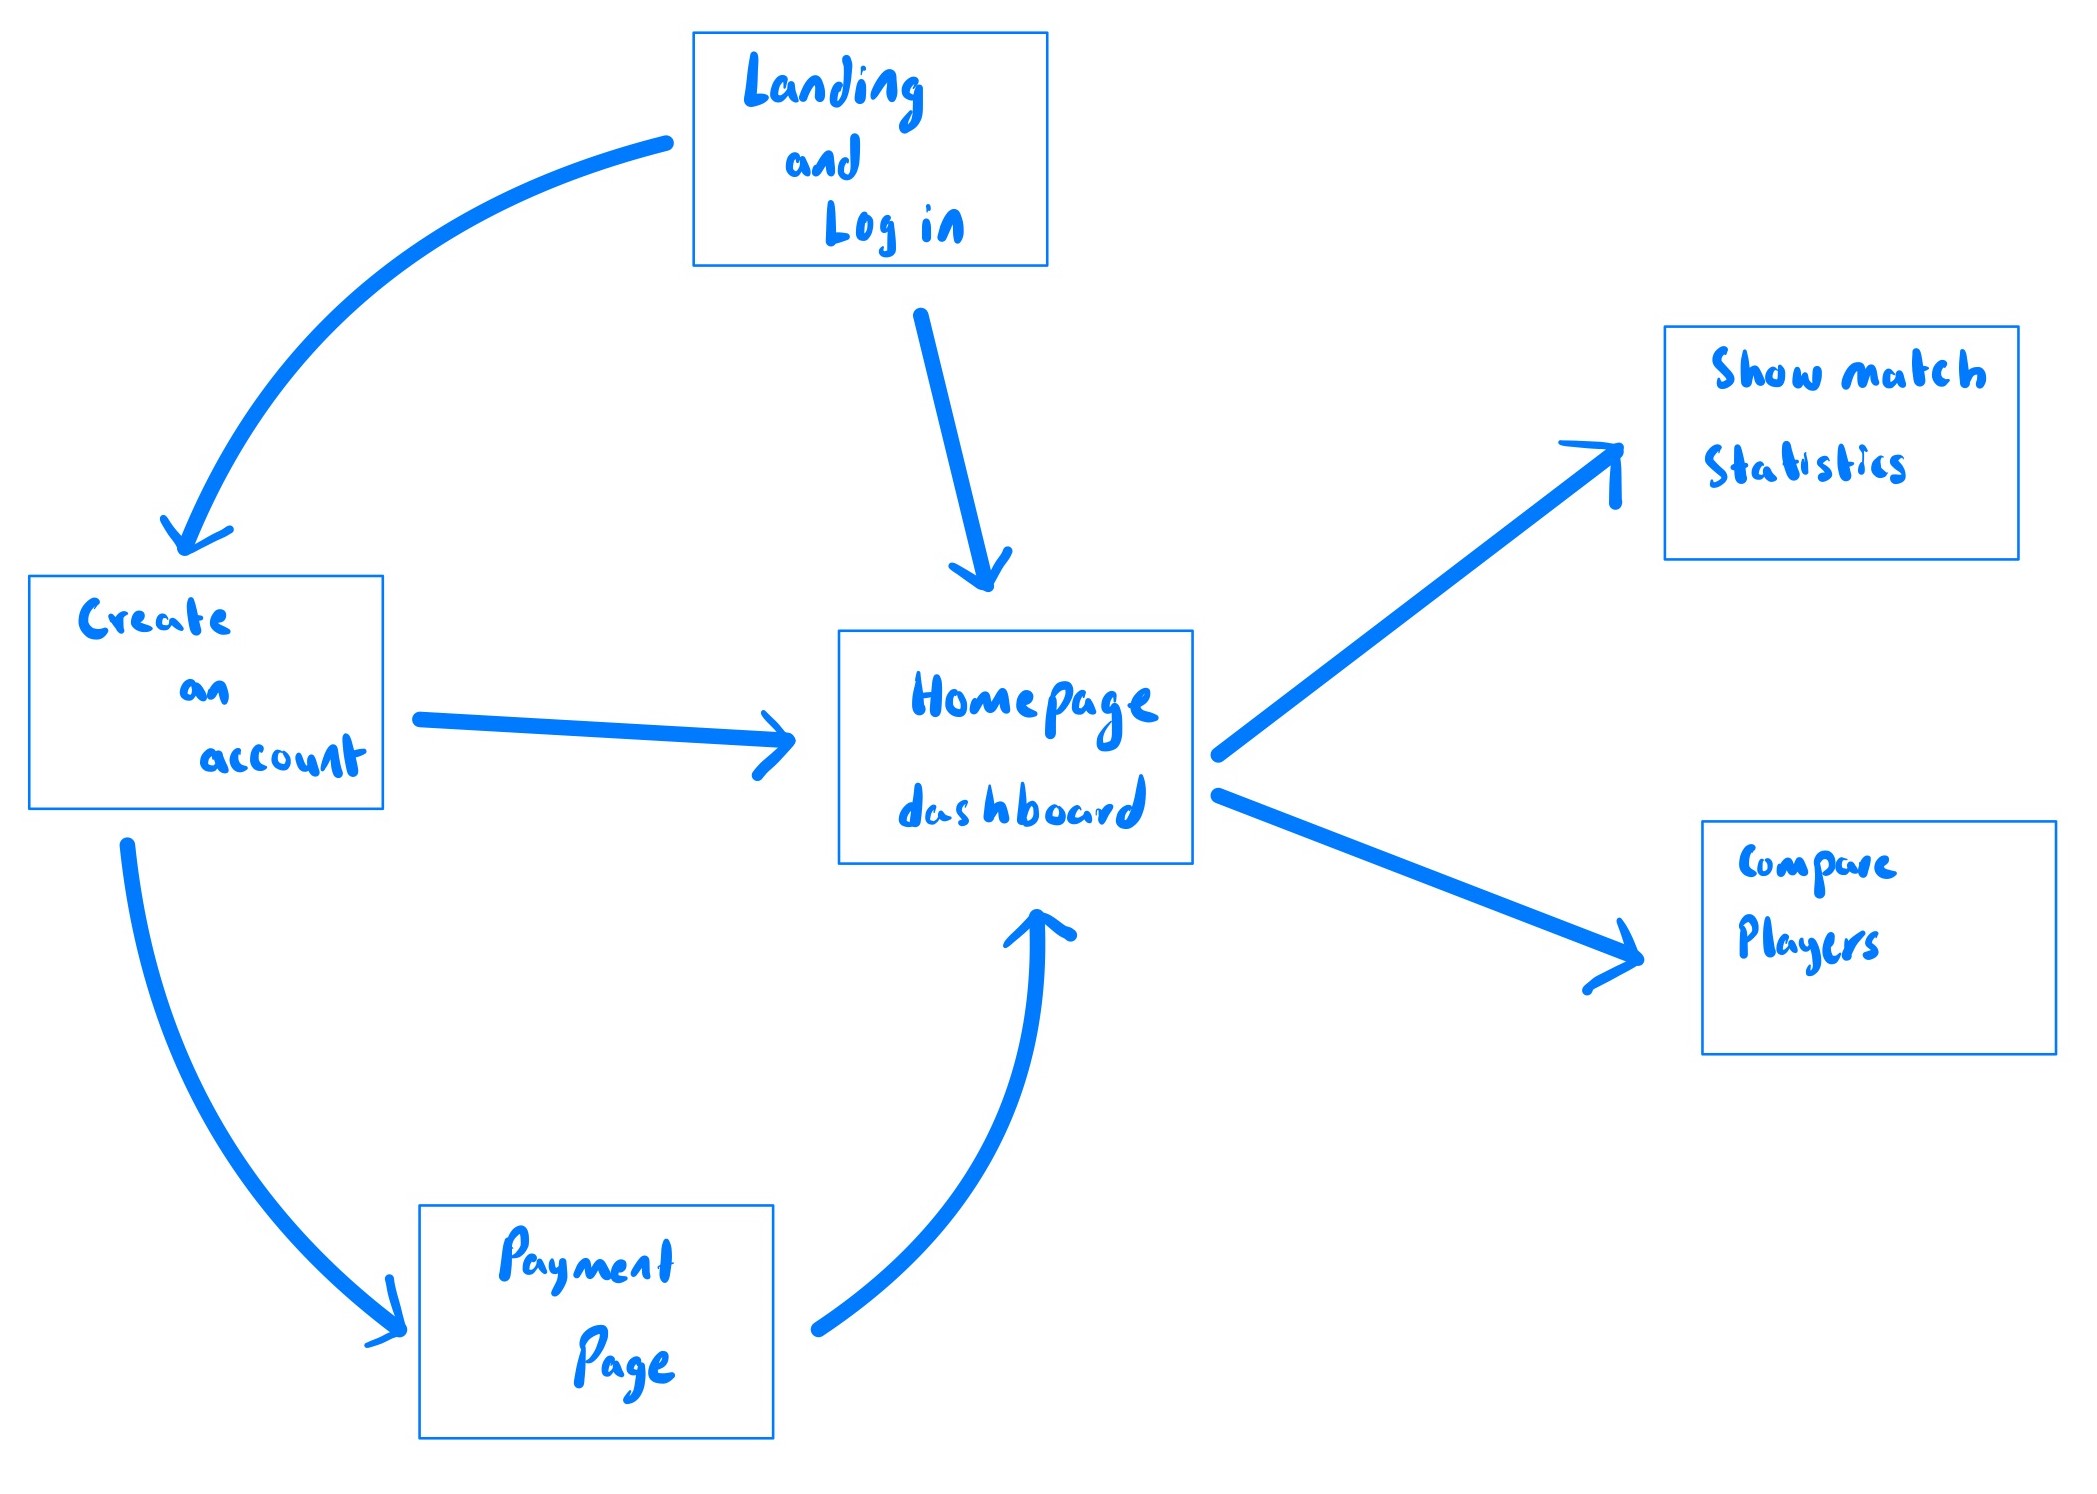 Landing
and
Log in
Show match
Statistics
Create
an
account
Homepage
dashboard
Compare
Players
Payment
Page